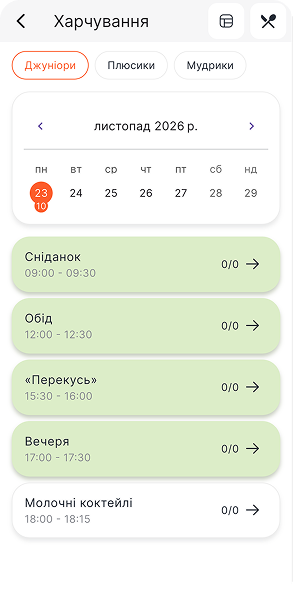 Харчування
Джуніори Плюсики Мудрики
листопад 2026 р.
пн вт ср чт пт сб нд
23 24 25 26 27 28 29
10
Сніданок
0/0
09:00 - 09:30
Обід
0/0
12:00 - 12:30
«Перекусь»
0/0
15:30 - 16:00
Вечеря
0/0
17:00 - 17:30
Молочні коктейлі
0/0
18:00 - 18:15